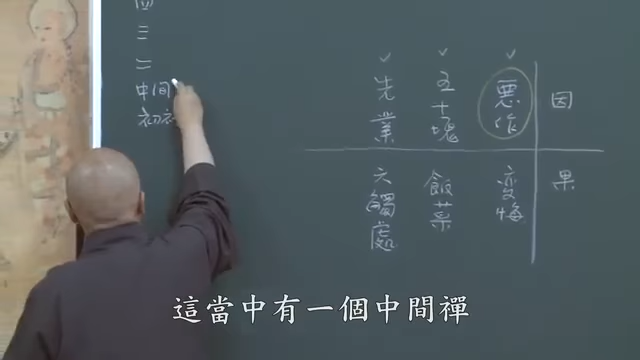 四
三
二
中間
初禪
因
惡作
五十塊
先業
果
變悔
飯菜
六觸處
這當中有一個中間禪